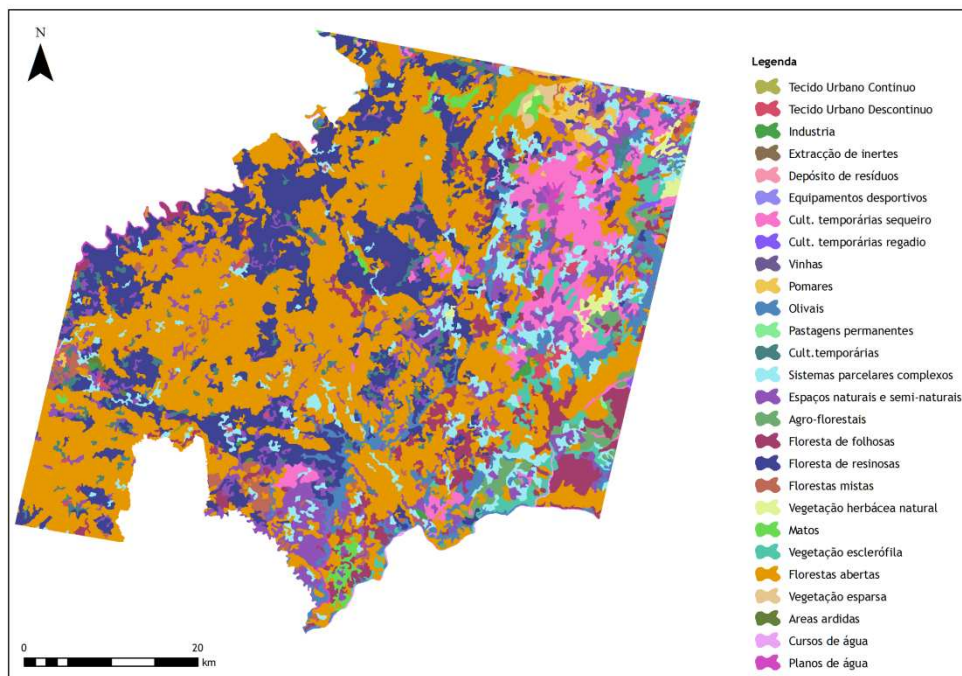 N
Legenda
Tecido Urbano Continuo
Tecido Urbano Descontinuo
Industria
Extracção de inertes
Depósito de resíduos
Equipamentos desportivos
Cult. temporárias sequeiro
Cult. temporárias regadio
Vinhas
Pomares
Olivais
Pastagens permanentes
Cult.temporárias
Sistemas parcelares complexos
Espaços naturais e semi-naturais
Agro-florestais
Floresta de folhosas
Floresta de resinosas
Florestas mistas
Vegetação herbácea natural
Matos
Vegetação esclerófila
Florestas abertas
Vegetação esparsa
Areas ardidas
Cursos de água
Planos de água
0 20
km